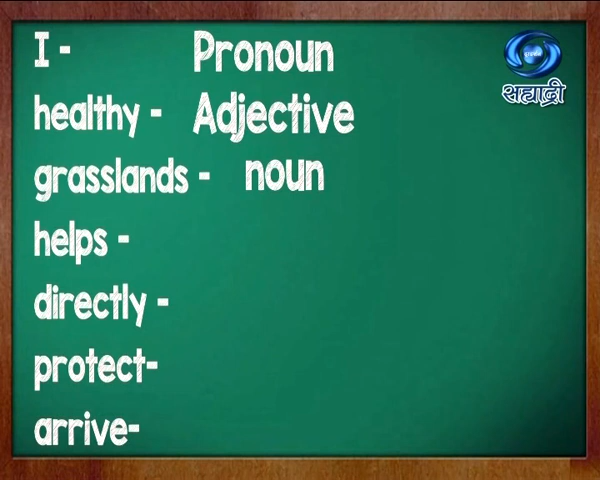 I - Pronoun
healthy - Adjective
grasslands - noun
helps -
directly -
protect-
arrive-
सह्याद्री